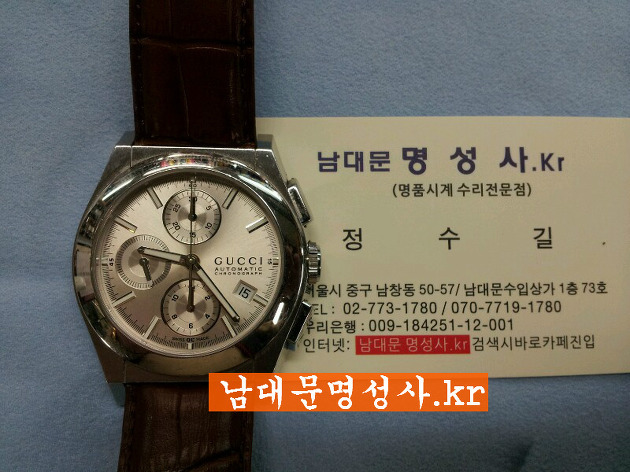 GUCCI
AUTOMATIC
CHRONOGRAPH
15
남대문 명성사.Kr
(명품시계 수리전문점)
정 수 길
서울시 중구 남창동 50-57/ 남대문수입상가 1층 73호
TEL : 02-773-1780 / 070-7719-1780
우리은행 : 009-184251-12-001
인터넷: 남대문 명성사.kr 검색시바로카페진입
남대문명성사.kr